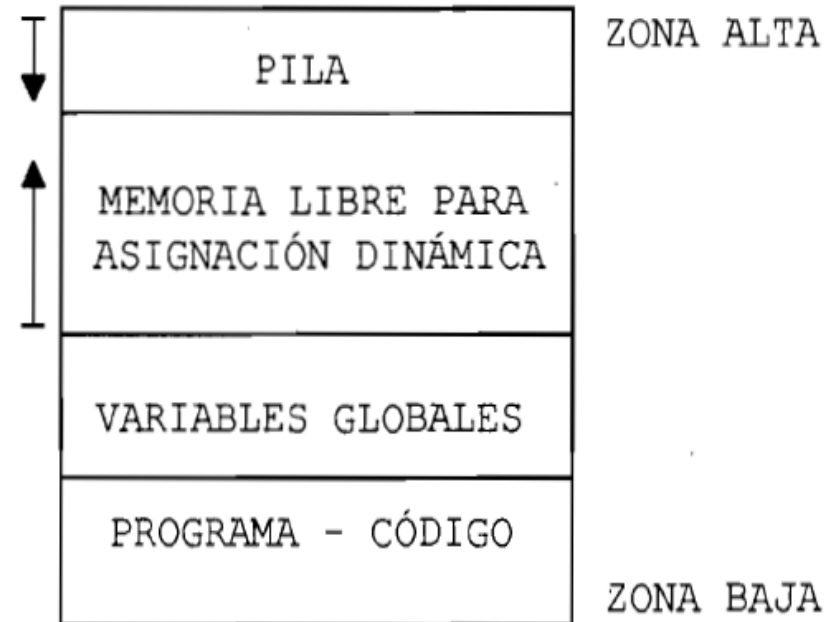 ZONA ALTA
PILA
MEMORIA LIBRE PARA
ASIGNACIÓN DINÁMICA
VARIABLES GLOBALES
PROGRAMA - CÓDIGO
ZONA BAJA